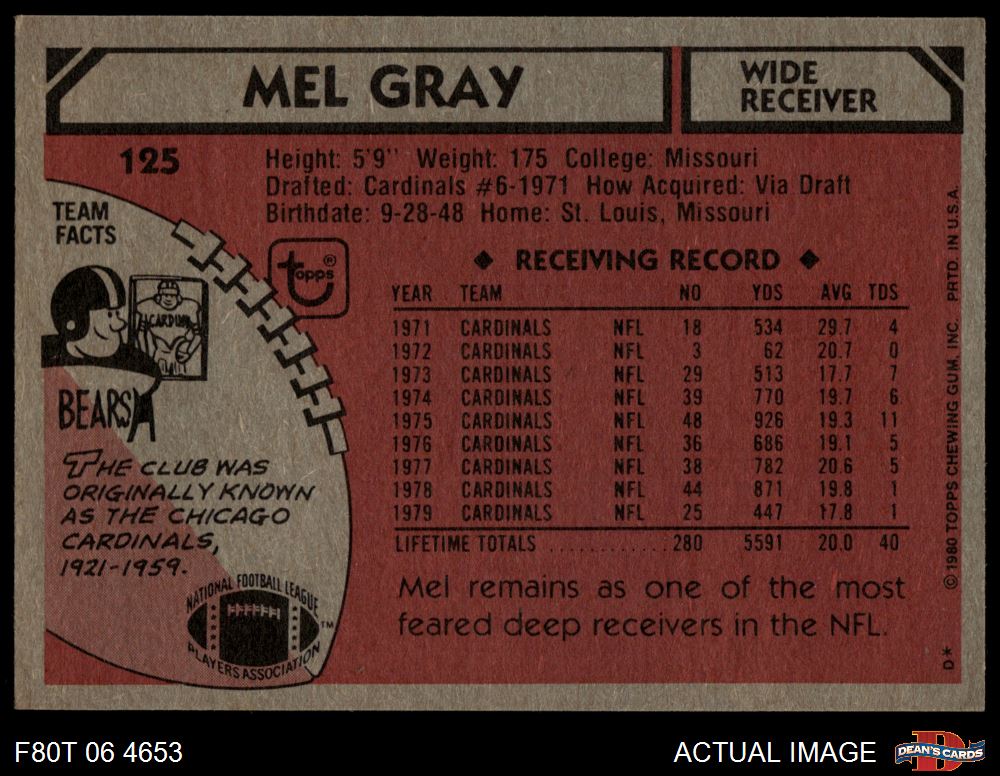 MEL GRAY
WIDE
RECEIVER
125
Height: 5'9" Weight: 175 College: Missouri
Drafted: Cardinals #6-1971 How Acquired: Via Draft
Birthdate: 9-28-48 Home: St. Louis, Missouri
TEAM
FACTS
topps®
CARDINALS
BEARS
THE CLUB WAS
ORIGINALLY KNOWN
AS THE CHICAGO
CARDINALS,
1921-1959.
NATIONAL FOOTBALL LEAGUE
PLAYERS ASSOCIATION
TM
◆ RECEIVING RECORD ◆
YEAR TEAM NO YDS AVG TDS
1971 CARDINALS NFL 18 534 29.7 4
1972 CARDINALS NFL 3 62 20.7 0
1973 CARDINALS NFL 29 513 17.7 7
1974 CARDINALS NFL 39 770 19.7 6
1975 CARDINALS NFL 48 926 19.3 11
1976 CARDINALS NFL 36 686 19.1 5
1977 CARDINALS NFL 38 782 20.6 5
1978 CARDINALS NFL 44 871 19.8 1
1979 CARDINALS NFL 25 447 17.8 1
LIFETIME TOTALS ............ 280 5591 20.0 40
Mel remains as one of the most
feared deep receivers in the NFL.
D* © 1980 TOPPS CHEWING GUM, INC. PRTD. IN U.S.A.
F80T 06 4653
ACTUAL IMAGE
DEAN'S CARDS